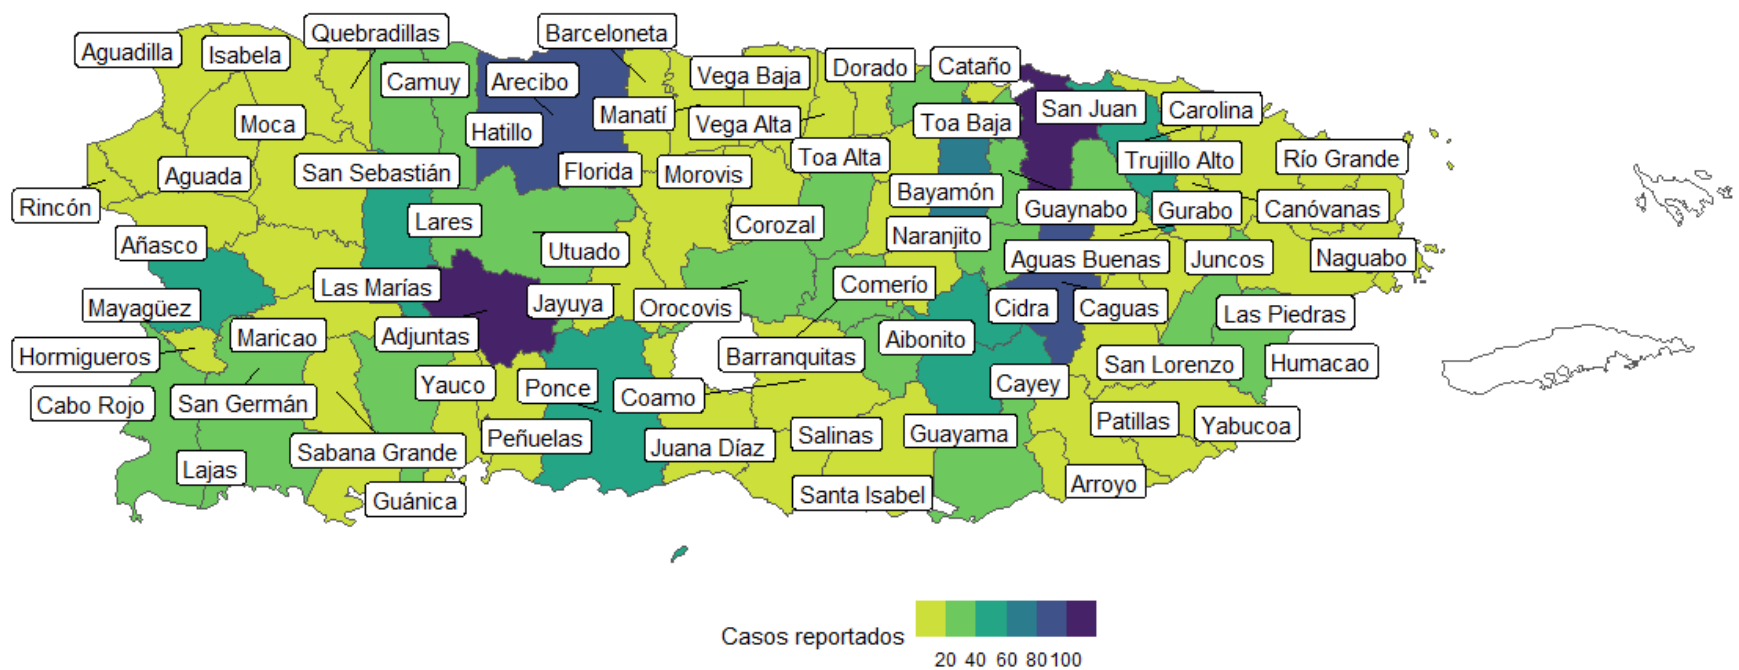 Quebradillas
Barceloneta
Aguadilla
Isabela
Camuy
Arecibo
Vega Baja
Dorado
Cataño
Manatí
San Juan
Carolina
Moca
Hatillo
Vega Alta
Toa Baja
Toa Alta
Trujillo Alto
Río Grande
Aguada
San Sebastián
Florida
Morovis
Bayamón
Rincón
Lares
Corozal
Guaynabo
Gurabo
Canóvanas
Añasco
Utuado
Naranjito
Aguas Buenas
Juncos
Naguabo
Las Marías
Comerío
Mayagüez
Jayuya
Orocovis
Cidra
Caguas
Las Piedras
Maricao
Adjuntas
Aibonito
Hormigueros
Barranquitas
San Lorenzo
Humacao
Yauco
Ponce
Coamo
Cayey
Cabo Rojo
San Germán
Peñuelas
Juana Díaz
Salinas
Guayama
Patillas
Yabucoa
Sabana Grande
Lajas
Guánica
Santa Isabel
Arroyo
Casos reportados
20 40 60 80 100